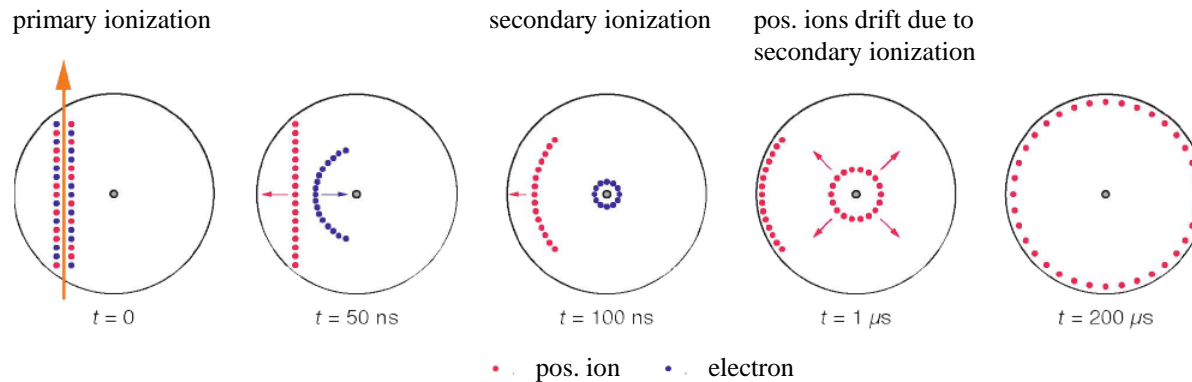 primary ionization
secondary ionization
pos. ions drift due to
secondary ionization
t = 0
t = 50 ns
t = 100 ns
t = 1 µs
t = 200 µs
pos. ion
electron